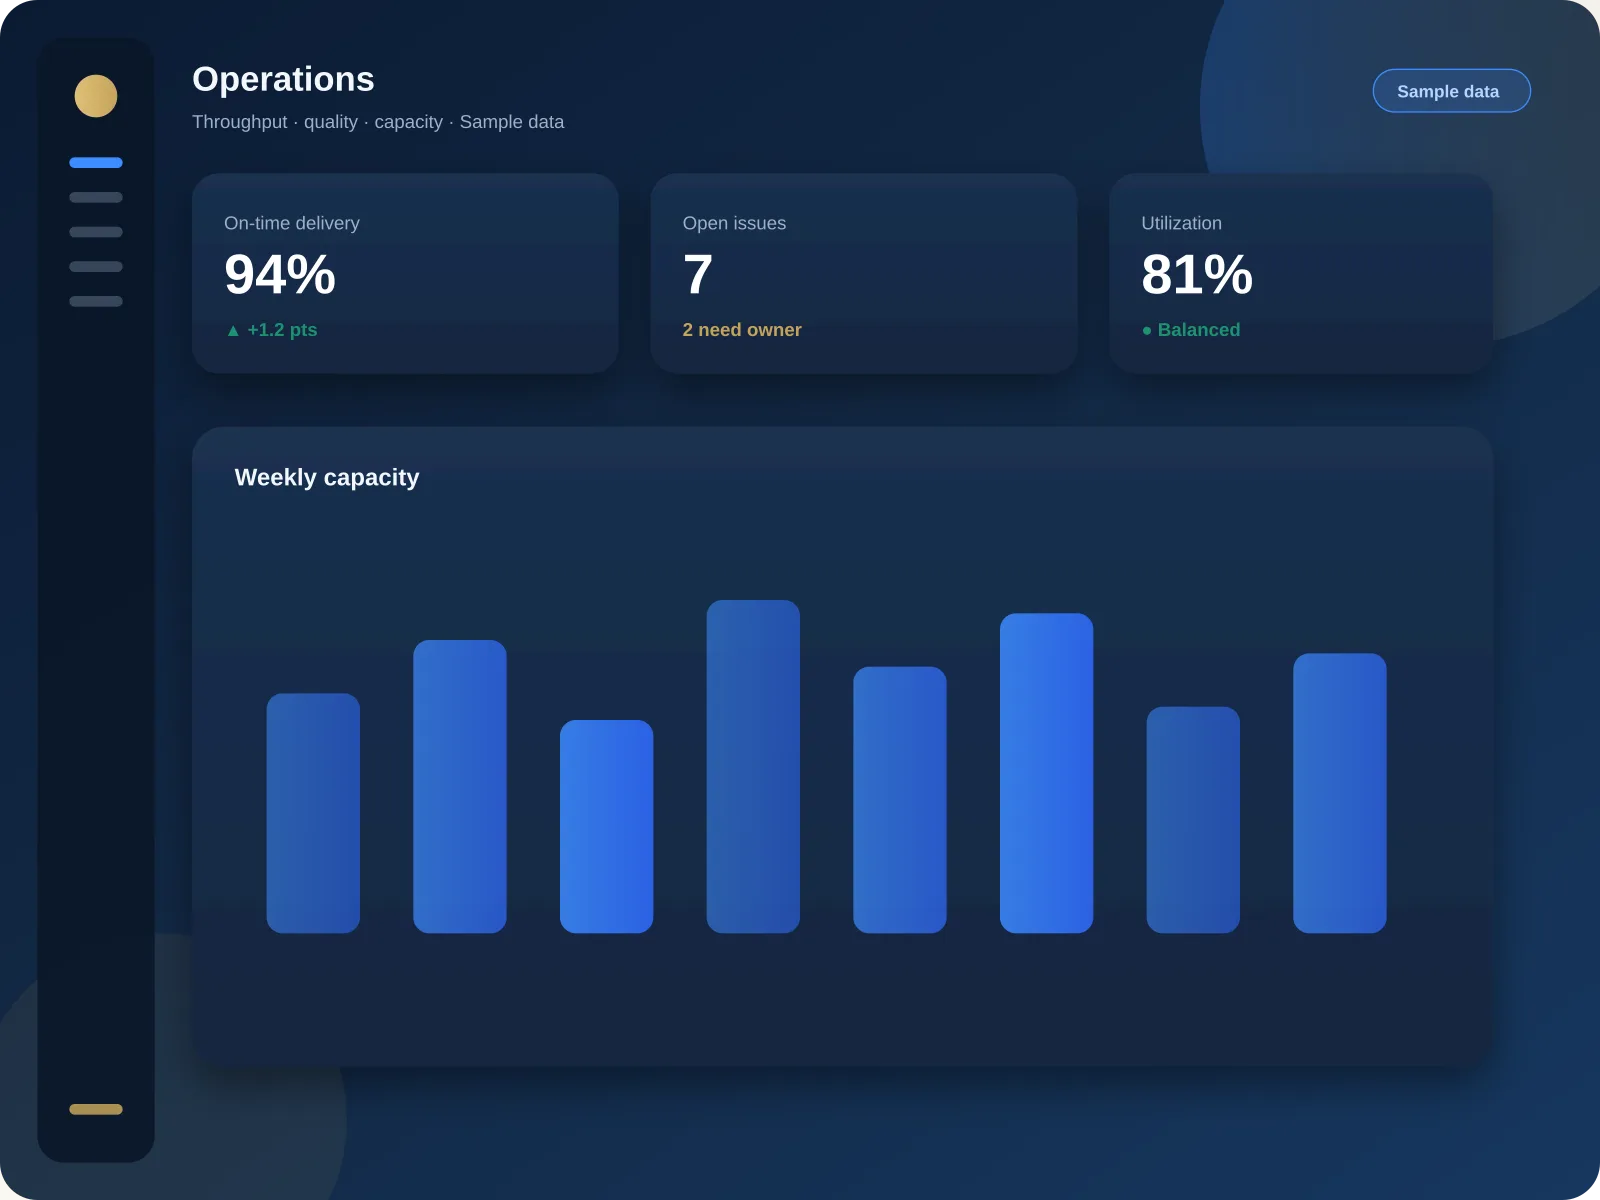 Operations
Throughput · quality · capacity · Sample data
Sample data
On-time delivery
94%
▲ +1.2 pts
Open issues
7
2 need owner
Utilization
81%
● Balanced
Weekly capacity